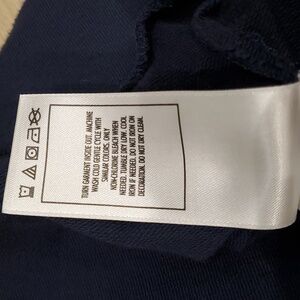 TURN GARMENT INSIDE OUT. MACHINE
WASH COLD GENTLE CYCLE WITH
SIMILAR COLORS. ONLY
NON-CHLORINE BLEACH WHEN
NEEDED. TUMBLE DRY LOW. COOL
IRON IF NEEDED. DO NOT IRON ON
DECORATION. DO NOT DRY CLEAN.